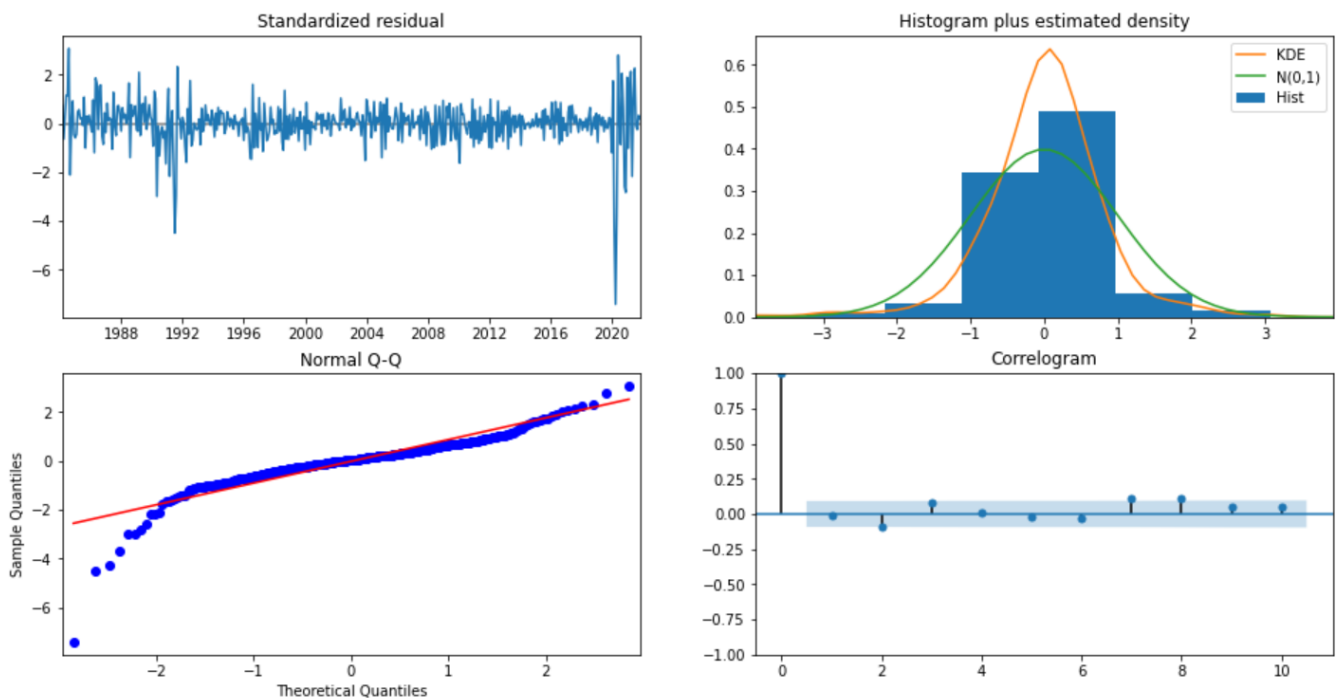 Standardized residual
2
0
−2
−4
−6
1988 1992 1996 2000 2004 2008 2012 2016 2020
Histogram plus estimated density
KDE
N(0,1)
Hist
0.6
0.5
0.4
0.3
0.2
0.1
0.0
−3 −2 −1 0 1 2 3
Normal Q-Q
Sample Quantiles
2
0
−2
−4
−6
−2 −1 0 1 2
Theoretical Quantiles
Correlogram
1.00
0.75
0.50
0.25
0.00
−0.25
−0.50
−0.75
−1.00
0 2 4 6 8 10